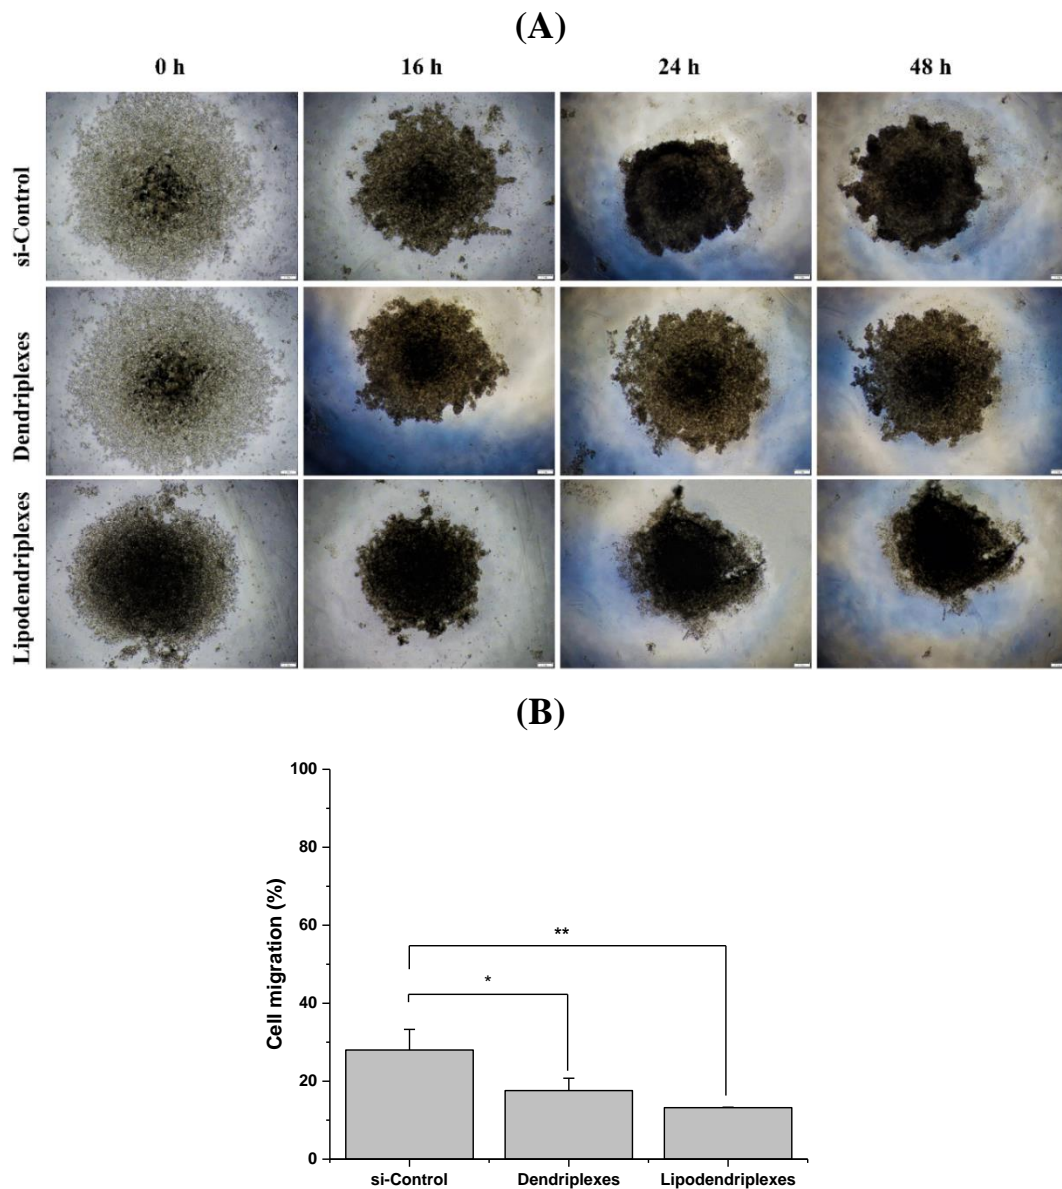 (A)
0 h 16 h 24 h 48 h
si-Control
Dendriplexes
Lipodendriplexes
(B)
100
80
60
40
20
0
Cell migration (%)
**
*
si-Control Dendriplexes Lipodendriplexes